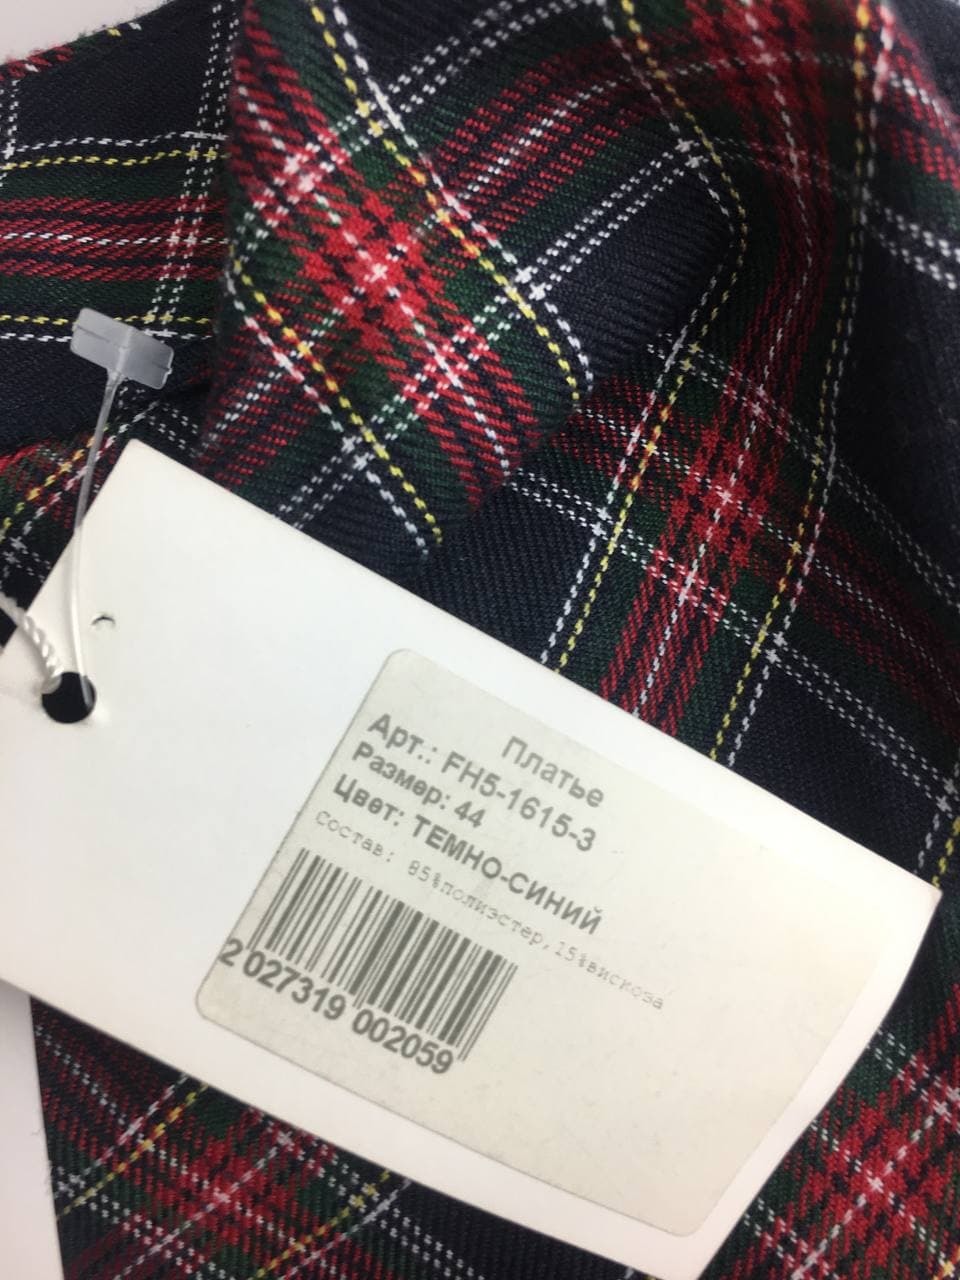 Платье
Арт.: FH5-1615-3
Размер: 44
Цвет: ТЕМНО-СИНИЙ
Состав: 85%полиэстер,15%вискоза
2 027319 002059